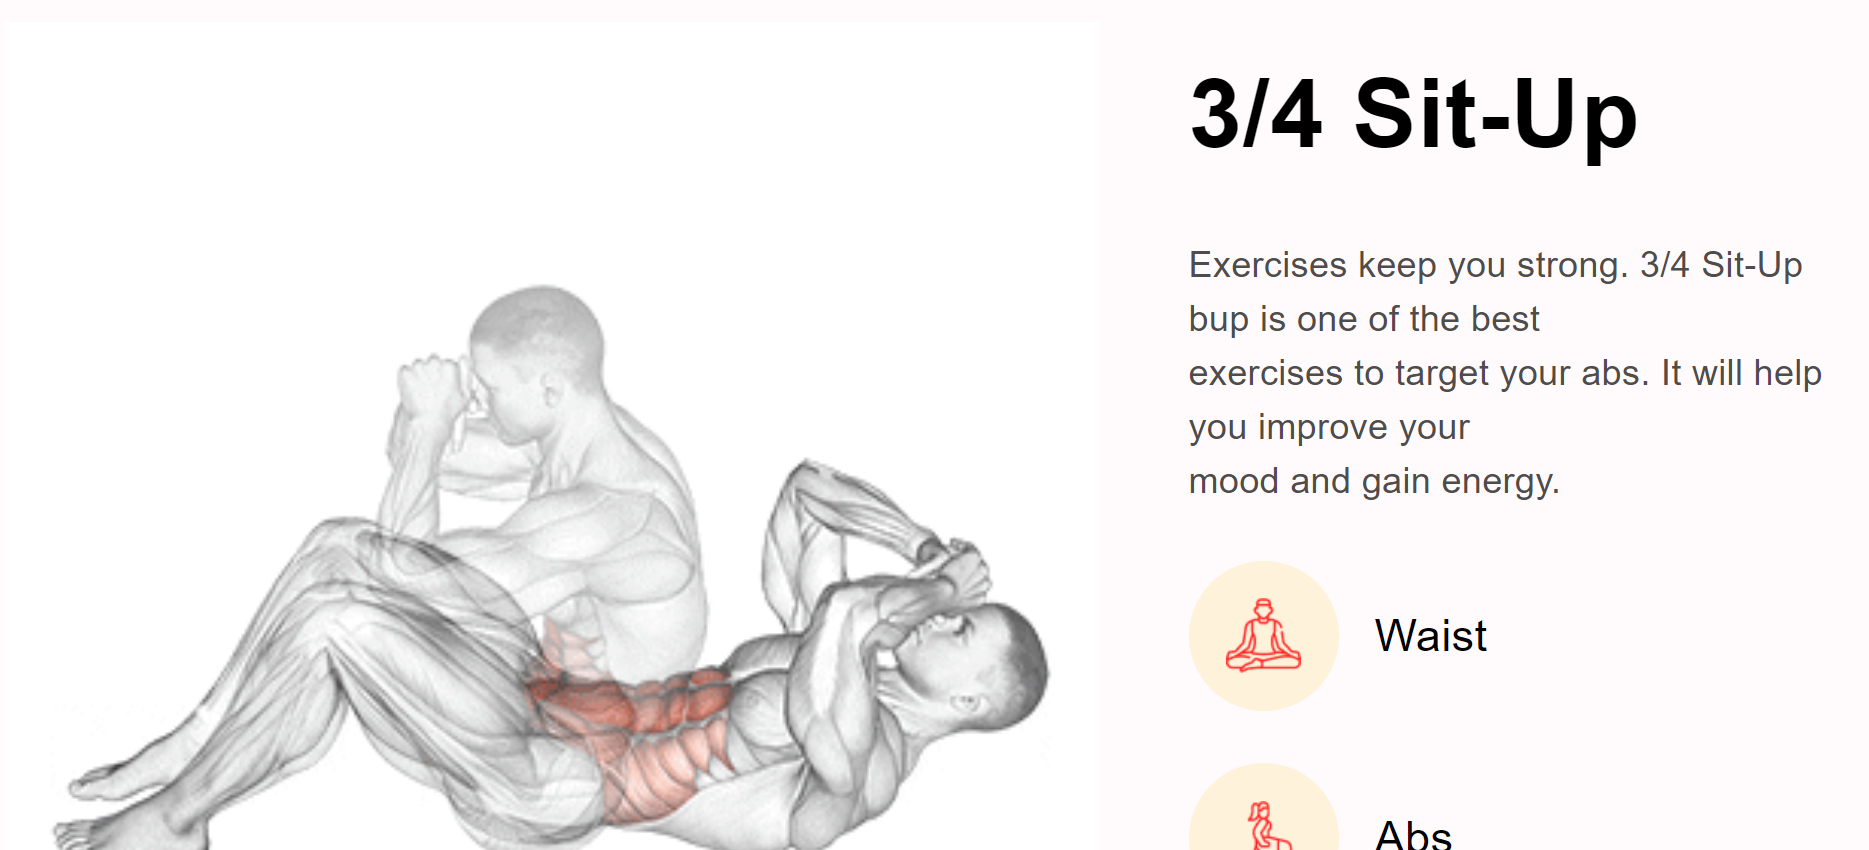 3/4 Sit-Up
Exercises keep you strong. 3/4 Sit-Up
bup is one of the best
exercises to target your abs. It will help
you improve your
mood and gain energy.
Waist
Abs